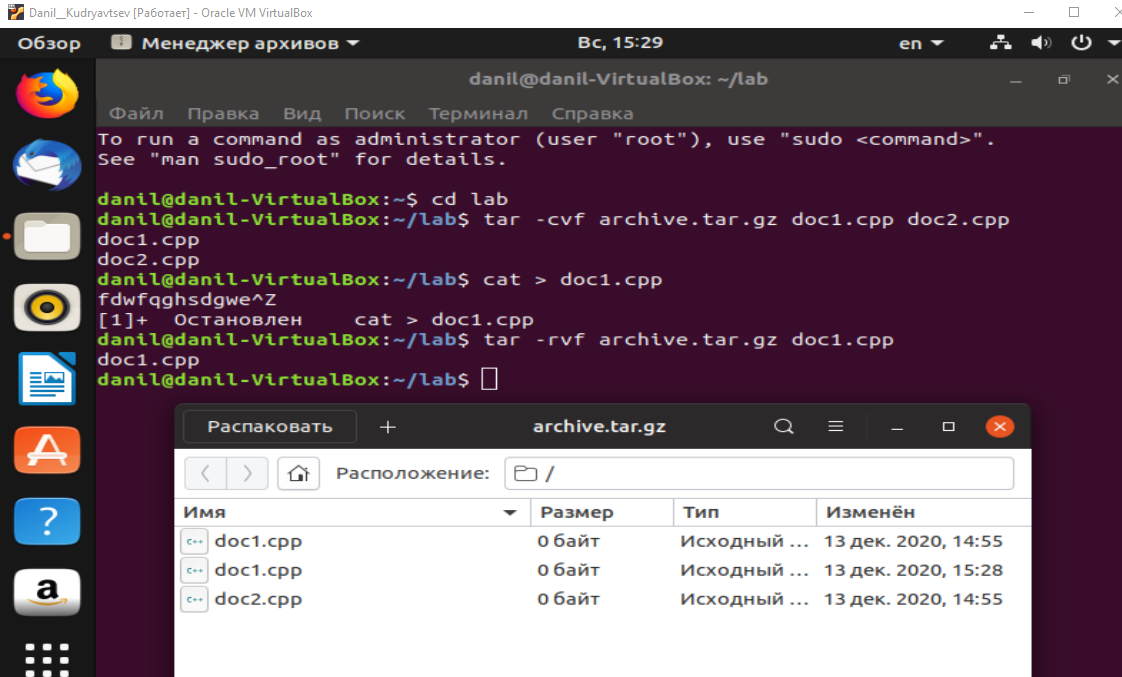 Danil__Kudryavtsev [Работает] - Oracle VM VirtualBox
Обзор Менеджер архивов Вс, 15:29 en
danil@danil-VirtualBox: ~/lab
Файл Правка Вид Поиск Терминал Справка
To run a command as administrator (user "root"), use "sudo <command>".
See "man sudo_root" for details.
danil@danil-VirtualBox:~$ cd lab
danil@danil-VirtualBox:~/lab$ tar -cvf archive.tar.gz doc1.cpp doc2.cpp
doc1.cpp
doc2.cpp
danil@danil-VirtualBox:~/lab$ cat > doc1.cpp
fdwfqghsdgwe^Z
[1]+ Остановлен cat > doc1.cpp
danil@danil-VirtualBox:~/lab$ tar -rvf archive.tar.gz doc1.cpp
doc1.cpp
danil@danil-VirtualBox:~/lab$
Распаковать + archive.tar.gz
Расположение: /
Имя Размер Тип Изменён
c++ doc1.cpp 0 байт Исходный ... 13 дек. 2020, 14:55
c++ doc1.cpp 0 байт Исходный ... 13 дек. 2020, 15:28
c++ doc2.cpp 0 байт Исходный ... 13 дек. 2020, 14:55